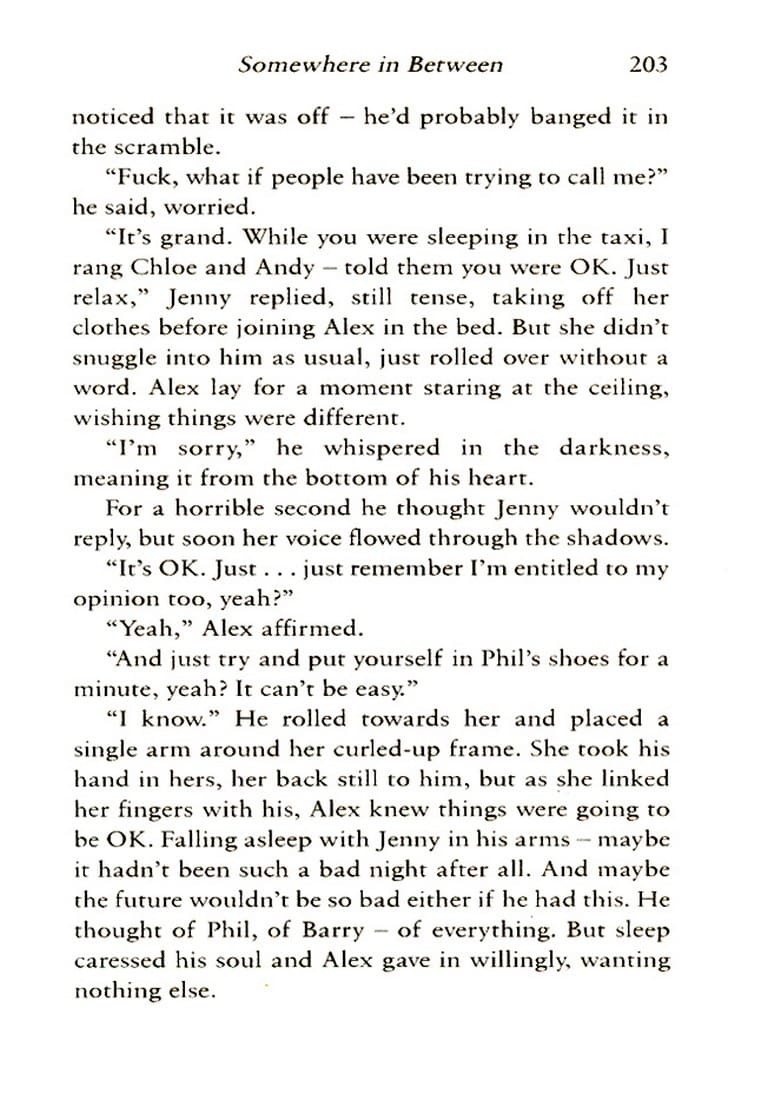 Somewhere in Between 203
noticed that it was off – he'd probably banged it in
the scramble.
"Fuck, what if people have been trying to call me?"
he said, worried.
"It's grand. While you were sleeping in the taxi, I
rang Chloe and Andy – told them you were OK. Just
relax," Jenny replied, still tense, taking off her
clothes before joining Alex in the bed. But she didn't
snuggle into him as usual, just rolled over without a
word. Alex lay for a moment staring at the ceiling,
wishing things were different.
"I'm sorry," he whispered in the darkness,
meaning it from the bottom of his heart.
For a horrible second he thought Jenny wouldn't
reply, but soon her voice flowed through the shadows.
"It's OK. Just . . . just remember I'm entitled to my
opinion too, yeah?"
"Yeah," Alex affirmed.
"And just try and put yourself in Phil's shoes for a
minute, yeah? It can't be easy."
"I know." He rolled towards her and placed a
single arm around her curled-up frame. She took his
hand in hers, her back still to him, but as she linked
her fingers with his, Alex knew things were going to
be OK. Falling asleep with Jenny in his arms – maybe
it hadn't been such a bad night after all. And maybe
the future wouldn't be so bad either if he had this. He
thought of Phil, of Barry – of everything. But sleep
caressed his soul and Alex gave in willingly, wanting
nothing else.